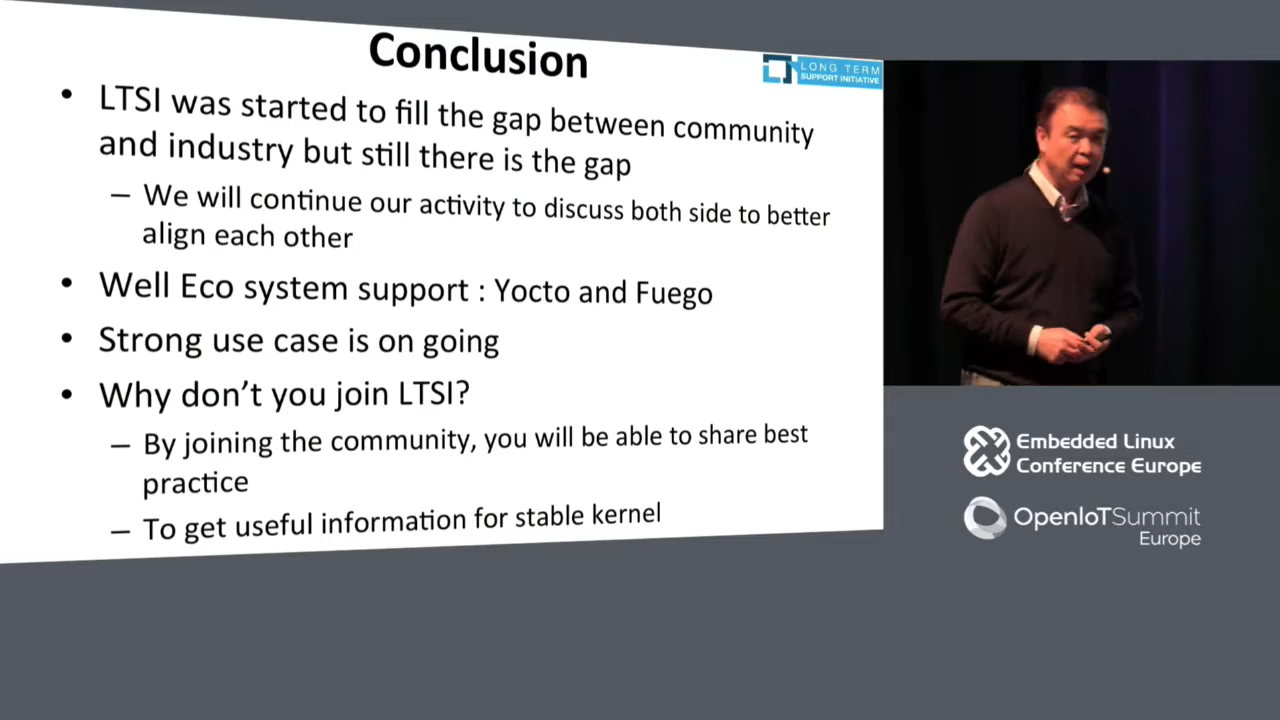 Conclusion
LONG TERM
SUPPORT INITIATIVE
• LTSI was started to fill the gap between community
and industry but still there is the gap
– We will continue our activity to discuss both side to better
align each other
• Well Eco system support : Yocto and Fuego
• Strong use case is on going
• Why don’t you join LTSI?
– By joining the community, you will be able to share best
practice
– To get useful information for stable kernel
Embedded Linux
Conference Europe
OpenIoTSummit
Europe